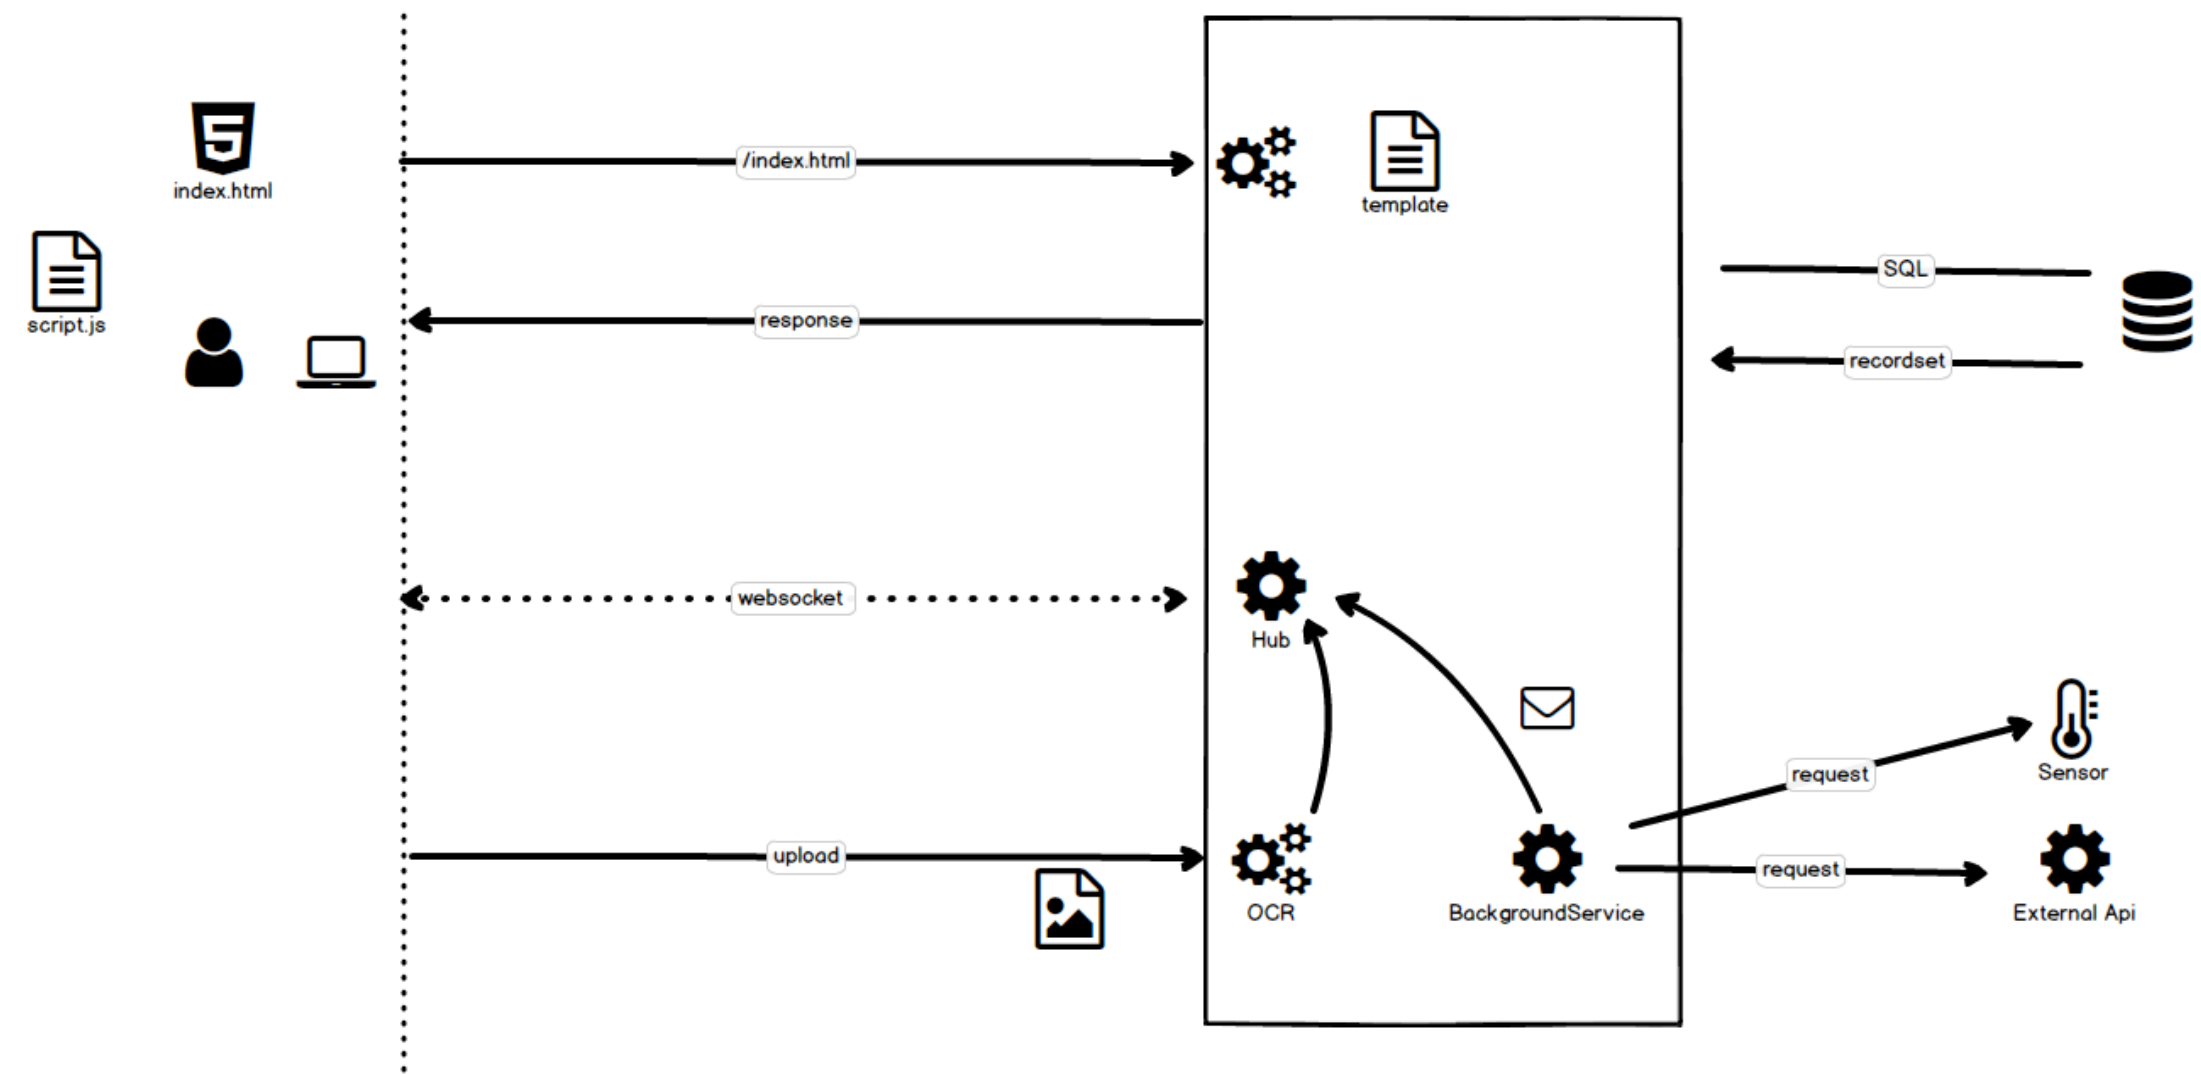 /index.html
index.html
template
script.js
response
SQL
recordset
websocket
Hub
request
Sensor
upload
request
OCR
BackgroundService
External Api